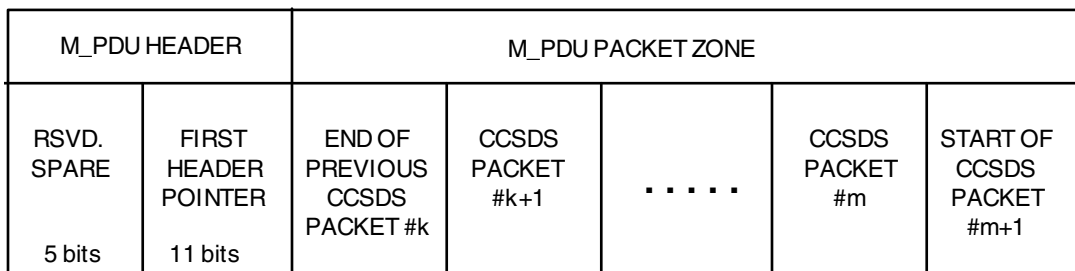 M_PDU HEADER
M_PDU PACKET ZONE
RSVD.
SPARE
5 bits
FIRST
HEADER
POINTER
11 bits
END OF
PREVIOUS
CCSDS
PACKET #k
CCSDS
PACKET
#k+1
.....
CCSDS
PACKET
#m
START OF
CCSDS
PACKET
#m+1